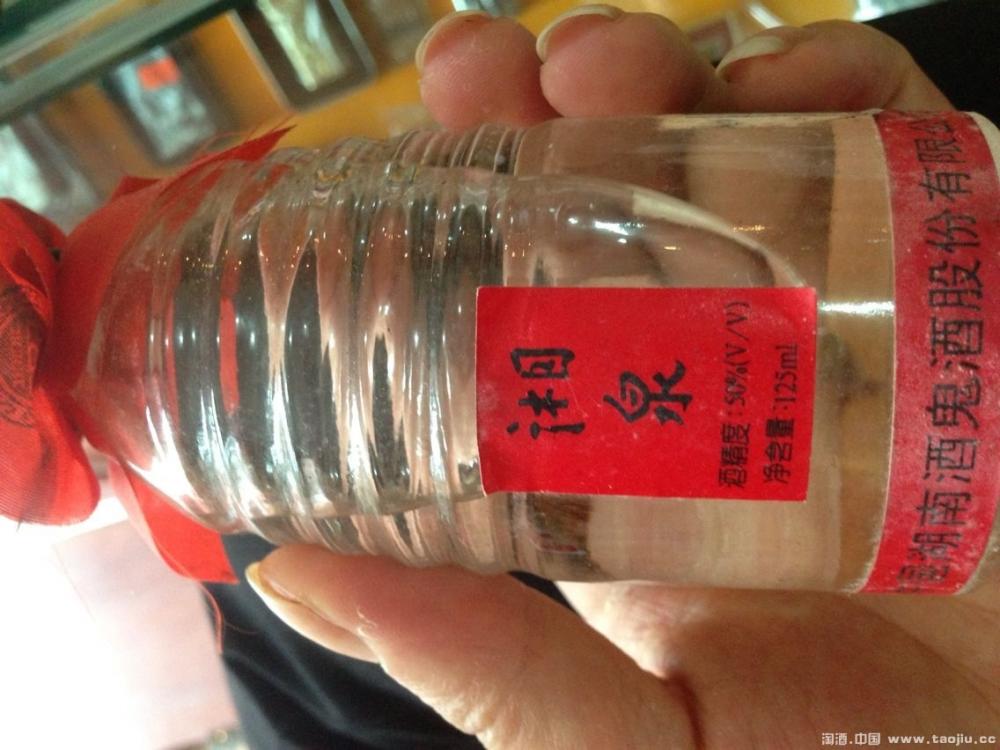 湘泉
酒精度:50%(V/V)
净含量:125ml
湖南酒鬼酒股份有限公
淘酒.中国 www.taojiu.cc